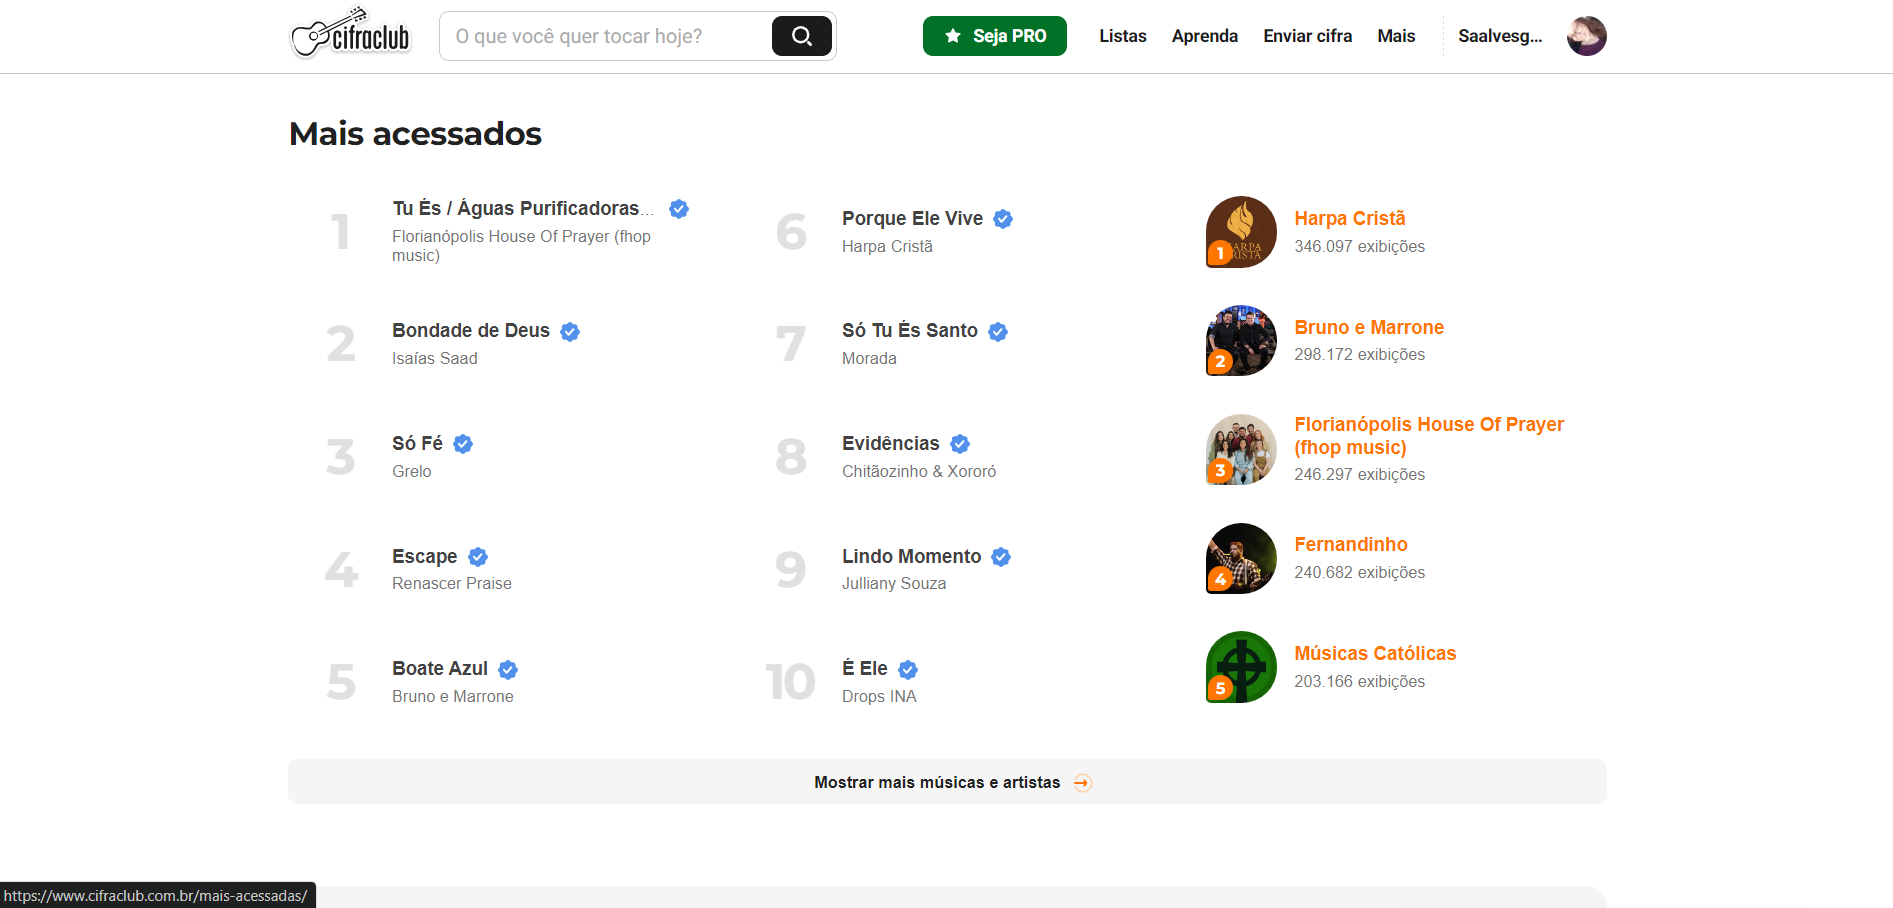 cifraclub
O que você quer tocar hoje?
Seja PRO
Listas
Aprenda
Enviar cifra
Mais
Saalvesg...
Mais acessados
1
Tu És / Águas Purificadoras...
Florianópolis House Of Prayer (fhop
music)
2
Bondade de Deus
Isaías Saad
3
Só Fé
Grelo
4
Escape
Renascer Praise
5
Boate Azul
Bruno e Marrone
6
Porque Ele Vive
Harpa Cristã
7
Só Tu És Santo
Morada
8
Evidências
Chitãozinho & Xororó
9
Lindo Momento
Julliany Souza
10
É Ele
Drops INA
1
Harpa Cristã
346.097 exibições
2
Bruno e Marrone
298.172 exibições
3
Florianópolis House Of Prayer
(fhop music)
246.297 exibições
4
Fernandinho
240.682 exibições
5
Músicas Católicas
203.166 exibições
Mostrar mais músicas e artistas
https://www.cifraclub.com.br/mais-acessadas/